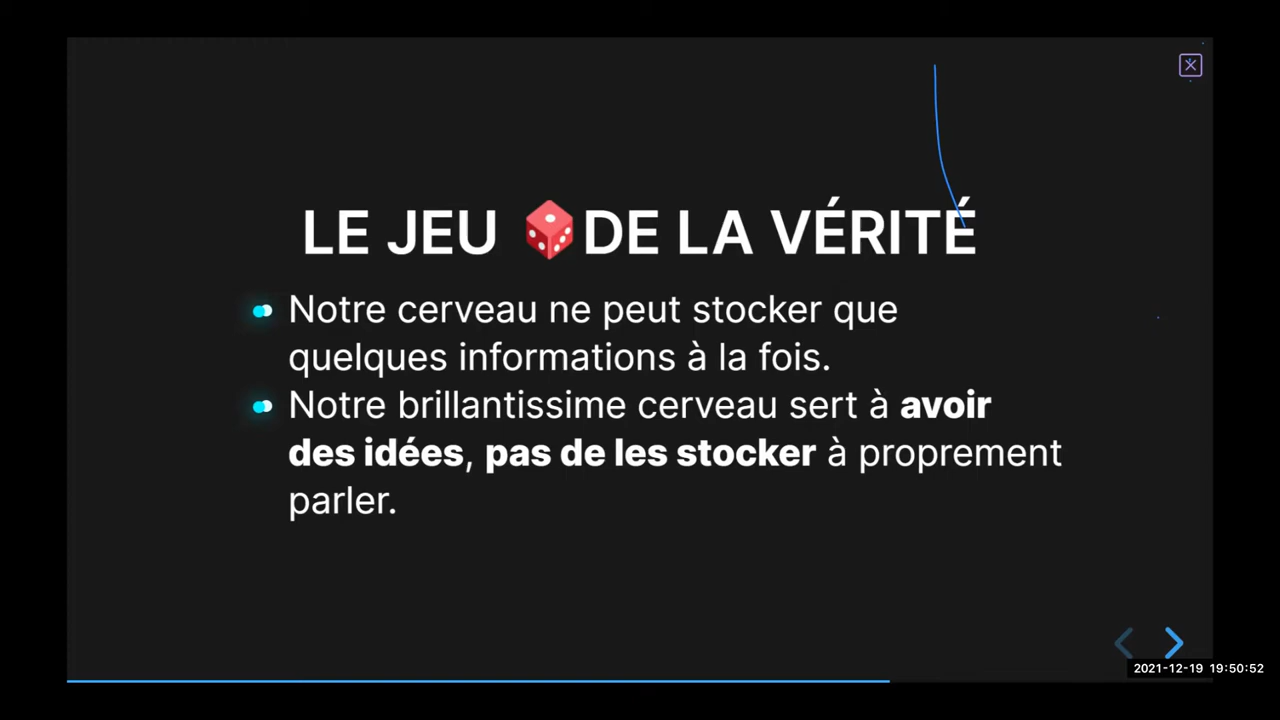 LE JEU 🎲DE LA VÉRITÉ
Notre cerveau ne peut stocker que
quelques informations à la fois.
Notre brillantissime cerveau sert à avoir
des idées, pas de les stocker à proprement
parler.
2021-12-19 19:50:52